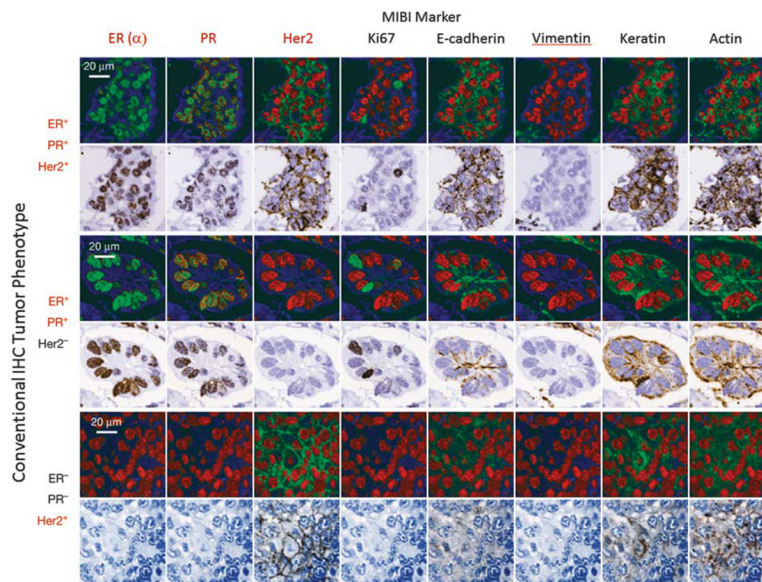 MIBI Marker
ER (α) PR Her2 Ki67 E-cadherin Vimentin Keratin Actin
Conventional IHC Tumor Phenotype
20 μm
ER⁺
PR⁺
Her2⁺
20 μm
ER⁺
PR⁺
Her2⁻
20 μm
ER⁻
PR⁻
Her2⁺